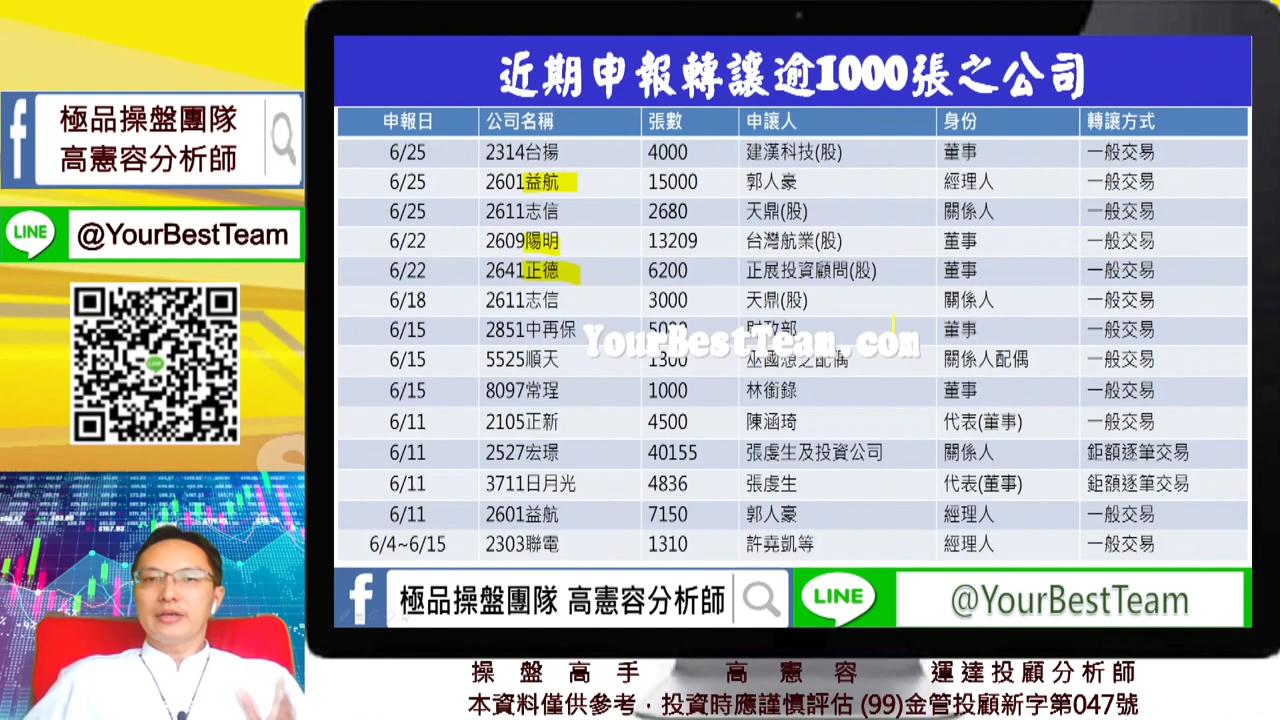 極品操盤團隊
高憲容分析師
LINE
@YourBestTeam
近期申報轉讓逾1000張之公司
申報日 公司名稱 張數 申讓人 身份 轉讓方式
6/25 2314台揚 4000 建漢科技(股) 董事 一般交易
6/25 2601益航 15000 郭人豪 經理人 一般交易
6/25 2611志信 2680 天鼎(股) 關係人 一般交易
6/22 2609陽明 13209 台灣航業(股) 董事 一般交易
6/22 2641正德 6200 正展投資顧問(股) 董事 一般交易
6/18 2611志信 3000 天鼎(股) 關係人 一般交易
6/15 2851中再保 財政部 董事 一般交易
YourBestTeam.com
6/15 5525順天 1300 巫國想之配偶 關係人配偶 一般交易
6/15 8097常珵 1000 林衝錄 董事 一般交易
6/11 2105正新 4500 陳涵琦 代表(董事) 一般交易
6/11 2527宏璟 40155 張虔生及投資公司 關係人 鉅額逐筆交易
6/11 3711日月光 4836 張虔生 代表(董事) 鉅額逐筆交易
6/11 2601益航 7150 郭人豪 經理人 一般交易
6/4~6/15 2303聯電 1310 許堯凱等 經理人 一般交易
極品操盤團隊 高憲容分析師
LINE
@YourBestTeam
操盤高手 高憲容 運達投顧分析師
本資料僅供參考，投資時應謹慎評估 (99)金管投顧新字第047號